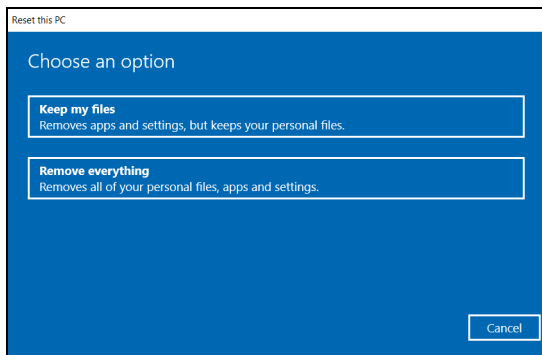 Reset this PC
Choose an option
Keep my files
Removes apps and settings, but keeps your personal files.
Remove everything
Removes all of your personal files, apps and settings.
Cancel